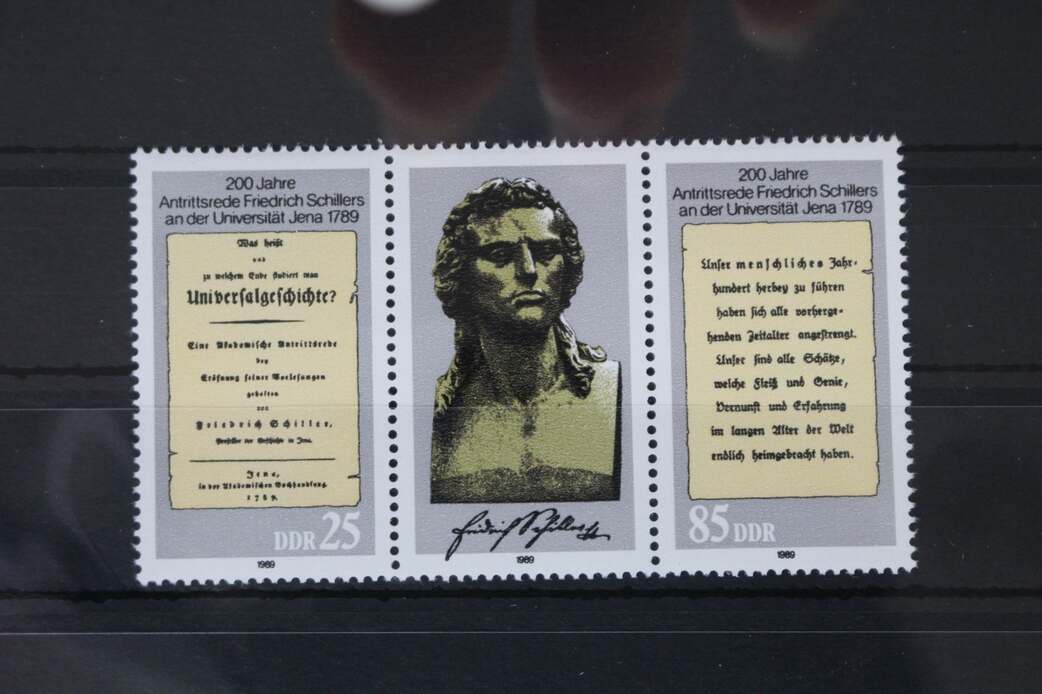 200 Jahre
Antrittsrede Friedrich Schillers
an der Universität Jena 1789
Was heißt
und
zu welchem Ende studiert man
Universalgeschichte?
Eine Akademische Antrittsrede
bey
Eröfnung seiner Vorlesungen
gehalten
von
Friedrich Schiller,
Professor der Geschichte in Jena.
Jena,
in der Akademischen Buchhandlung
1789.
DDR 25
1989
Friedrich Schiller
1989
200 Jahre
Antrittsrede Friedrich Schillers
an der Universität Jena 1789
Unser menschliches Jahr-
hundert herbey zu führen
haben sich alle vorherge-
henden Zeitalter angestrengt.
Unser sind alle Schätze,
welche Fleiß und Genie,
Vernunft und Erfahrung
im langen Alter der Welt
endlich heimgebracht haben.
85 DDR
1989